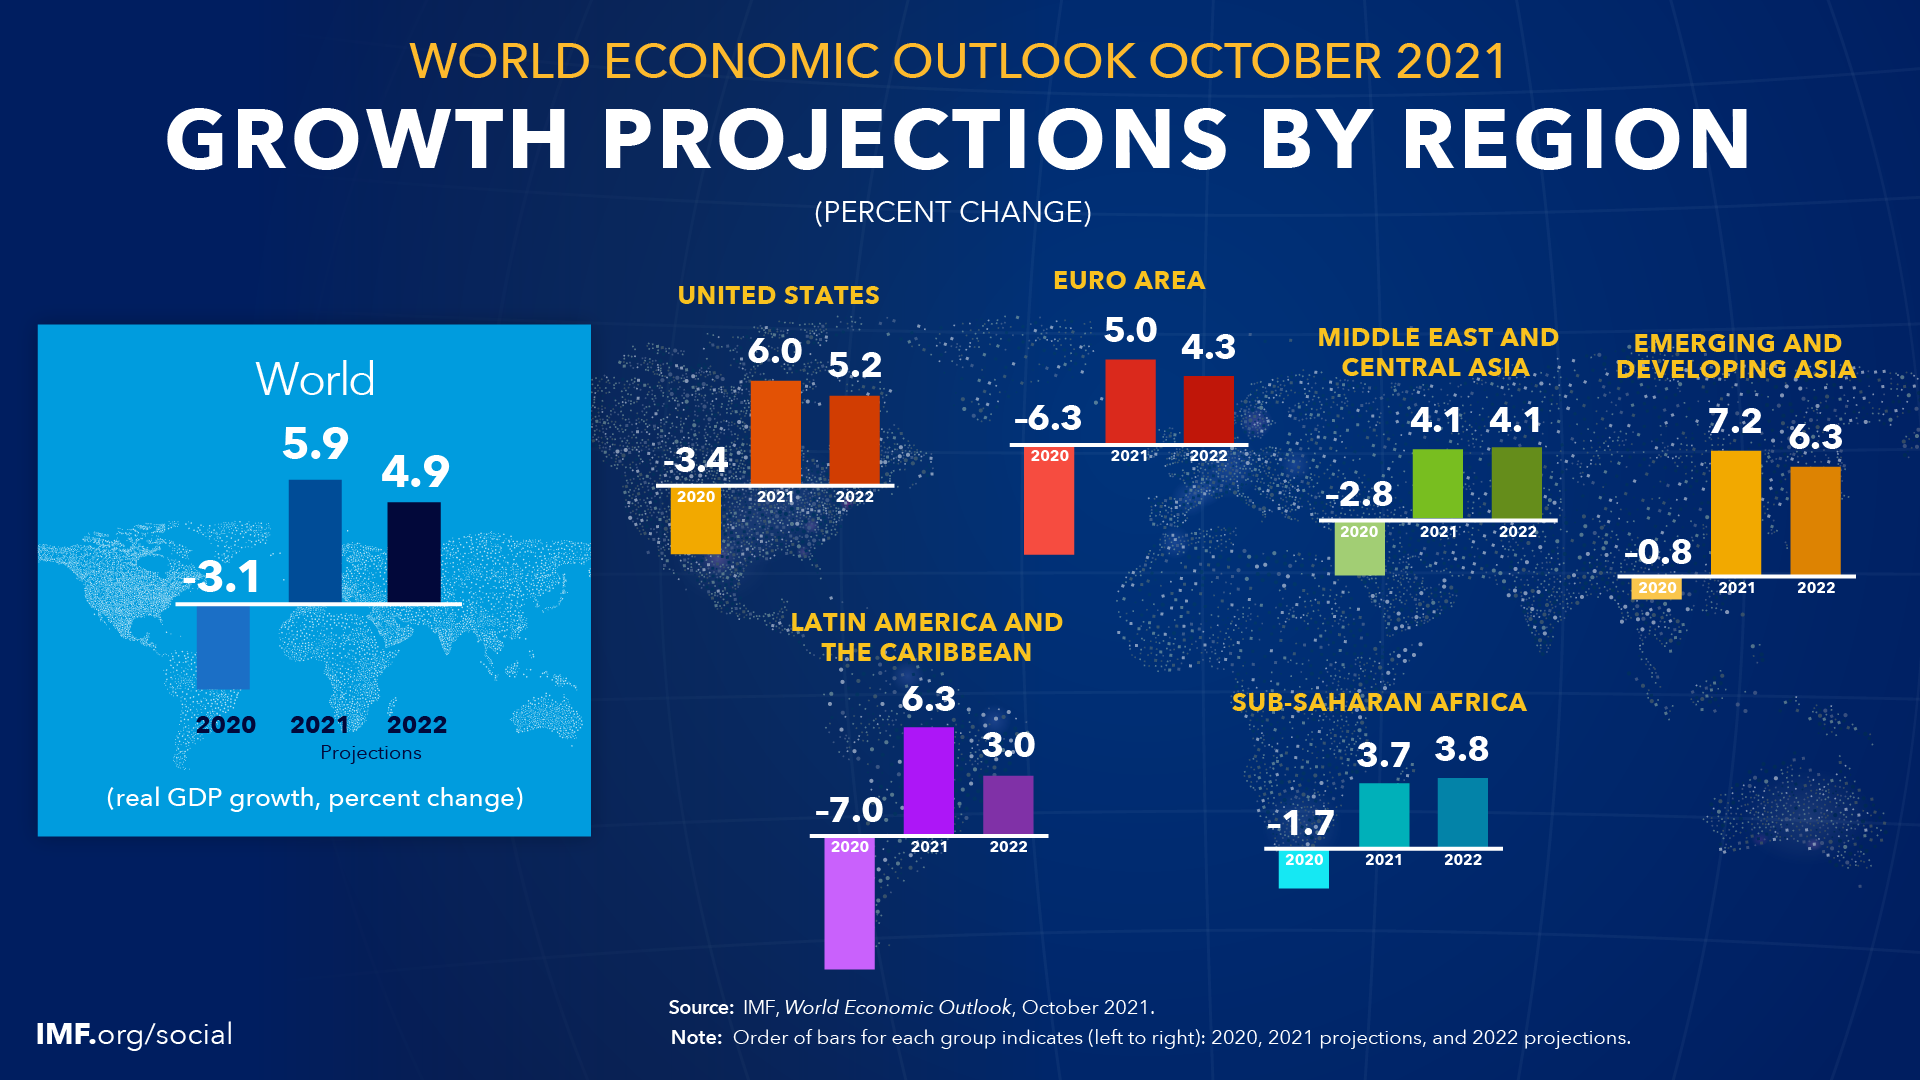 WORLD ECONOMIC OUTLOOK OCTOBER 2021
GROWTH PROJECTIONS BY REGION
(PERCENT CHANGE)
World
5.9
4.9
-3.1
2020 2021 2022
Projections
(real GDP growth, percent change)
UNITED STATES
6.0
5.2
-3.4
2020 2021 2022
EURO AREA
5.0
4.3
-6.3
2020 2021 2022
MIDDLE EAST AND
CENTRAL ASIA
4.1 4.1
-2.8
2020 2021 2022
EMERGING AND
DEVELOPING ASIA
7.2
6.3
-0.8
2020 2021 2022
LATIN AMERICA AND
THE CARIBBEAN
6.3
3.0
-7.0
2020 2021 2022
SUB-SAHARAN AFRICA
3.7 3.8
-1.7
2020 2021 2022
Source: IMF, World Economic Outlook, October 2021.
Note: Order of bars for each group indicates (left to right): 2020, 2021 projections, and 2022 projections.
IMF.org/social